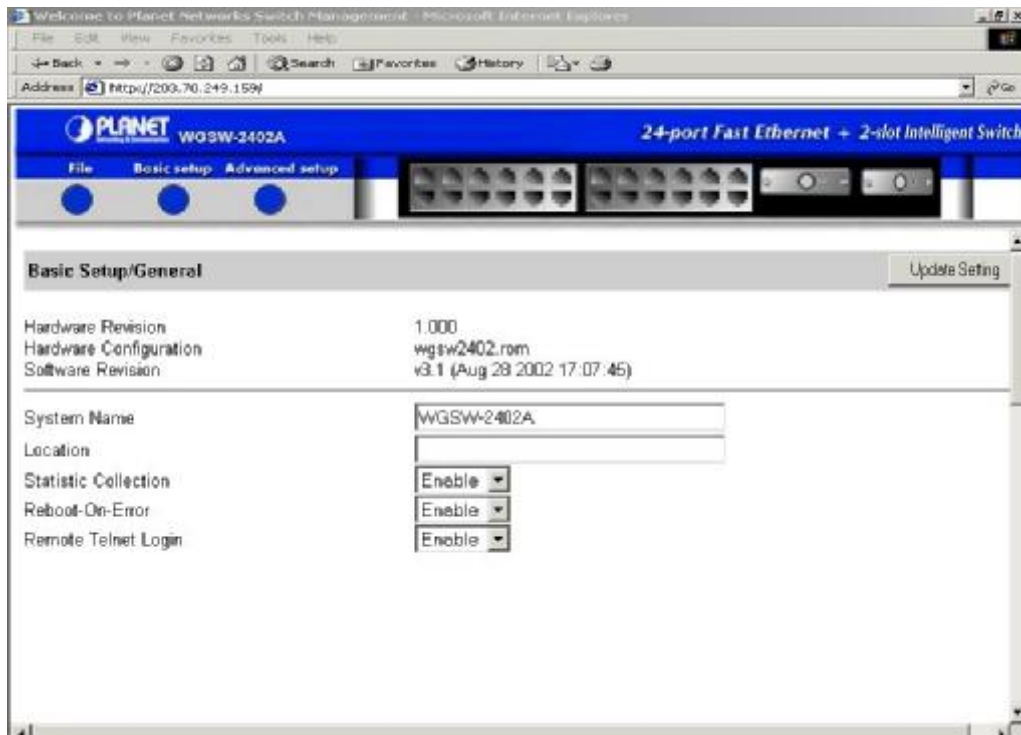 Welcome to Planet Networks Switch Management - Microsoft Internet Explorer
File Edit View Favorites Tools Help
Back Search Favorites History
Address http://203.70.249.159/ Go
PLANET WGSW-2402A 24-port Fast Ethernet + 2-slot Intelligent Switch
File Basic setup Advanced setup
Basic Setup/General Update Setting
Hardware Revision 1.000
Hardware Configuration wgsw2402.rom
Software Revision v3.1 (Aug 28 2002 17:07:45)
System Name WGSW-2402A
Location
Statistic Collection Enable
Reboot-On-Error Enable
Remote Telnet Login Enable